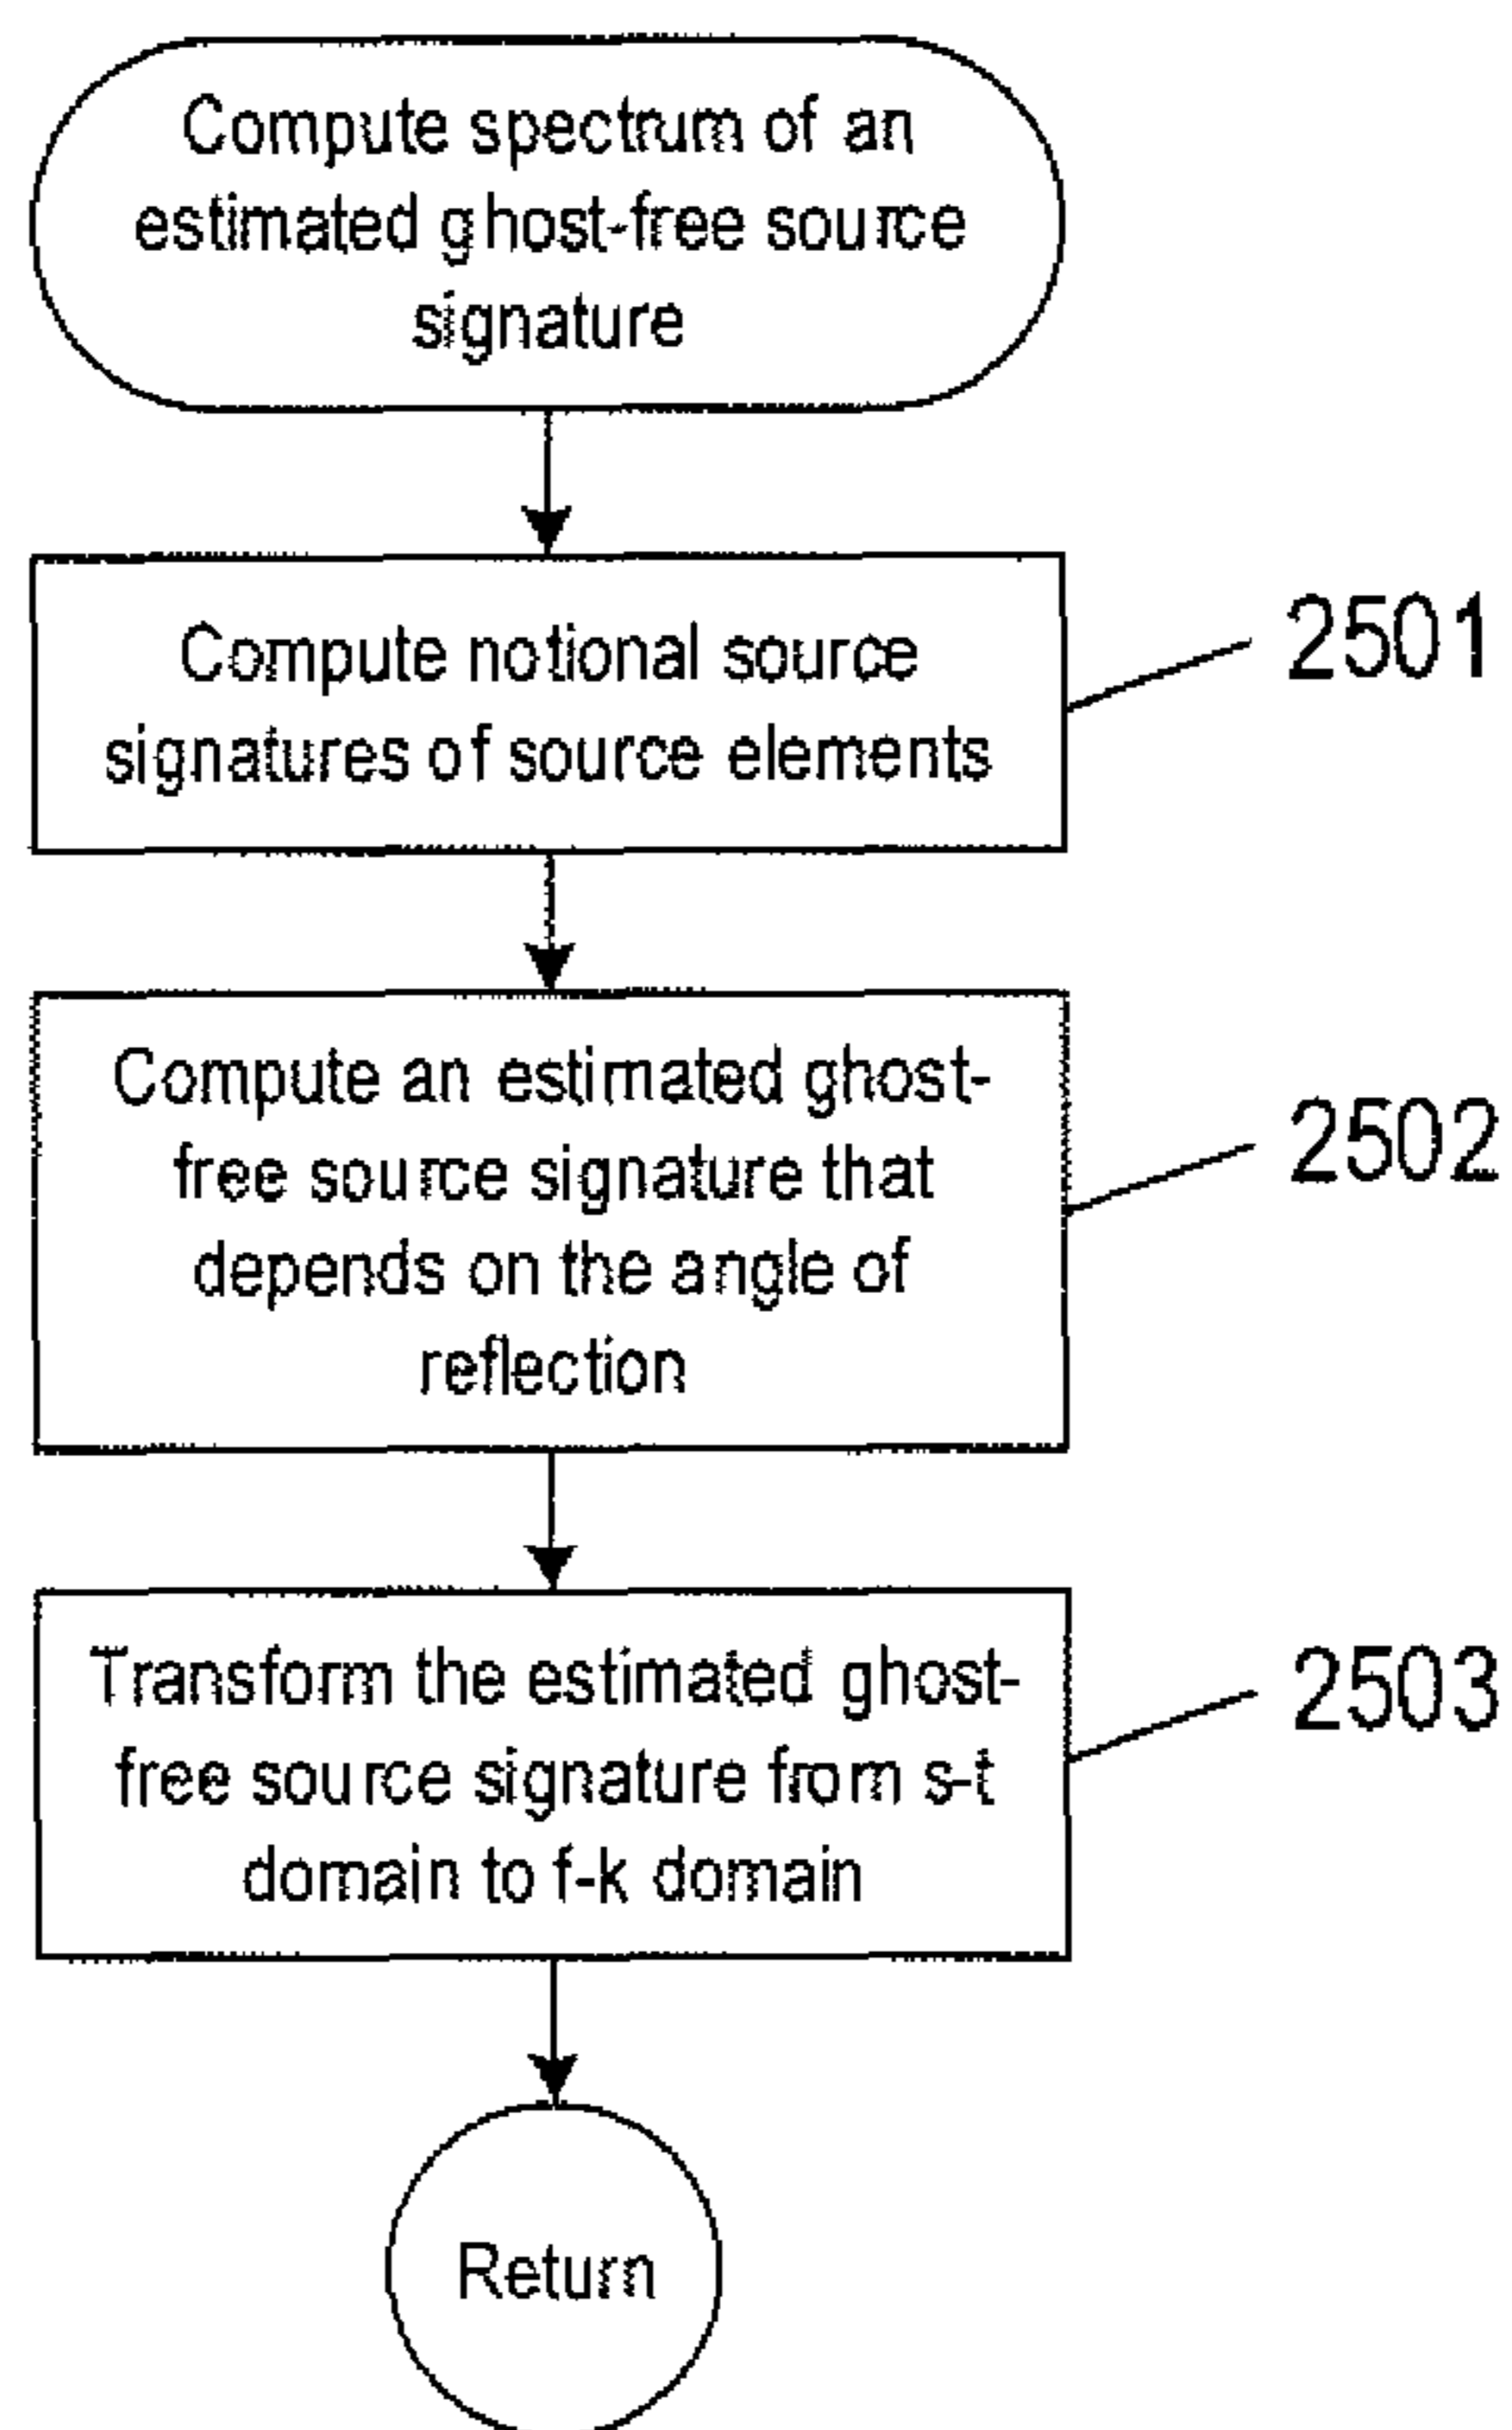 Compute spectrum of an
estimated ghost-free source
signature
Compute notional source
signatures of source elements
2501
Compute an estimated ghost-
free source signature that
depends on the angle of
reflection
2502
Transform the estimated ghost-
free source signature from s-t
domain to f-k domain
2503
Return